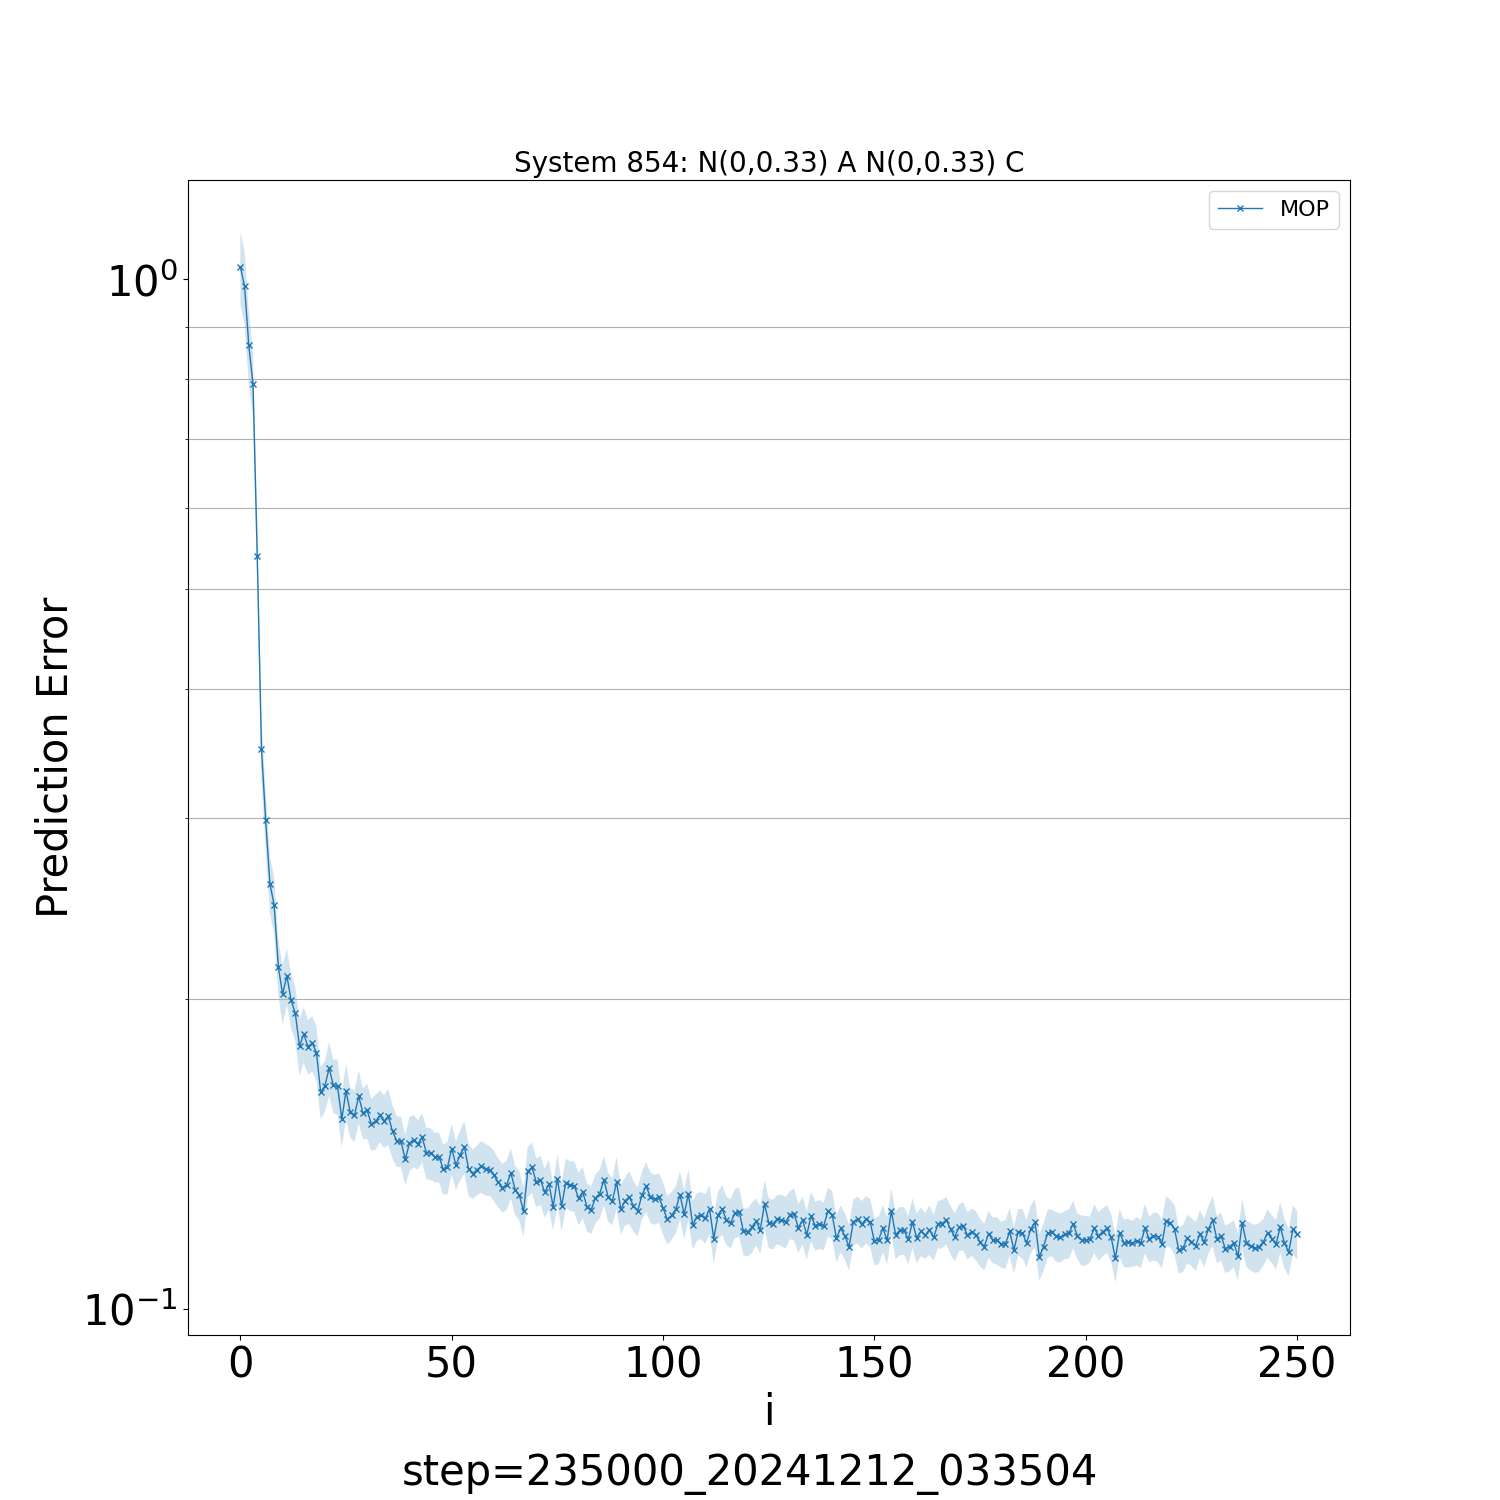 System 854: N(0,0.33) A N(0,0.33) C
MOP
10⁰
Prediction Error
10⁻¹
0 50 100 150 200 250
i
step=235000_20241212_033504